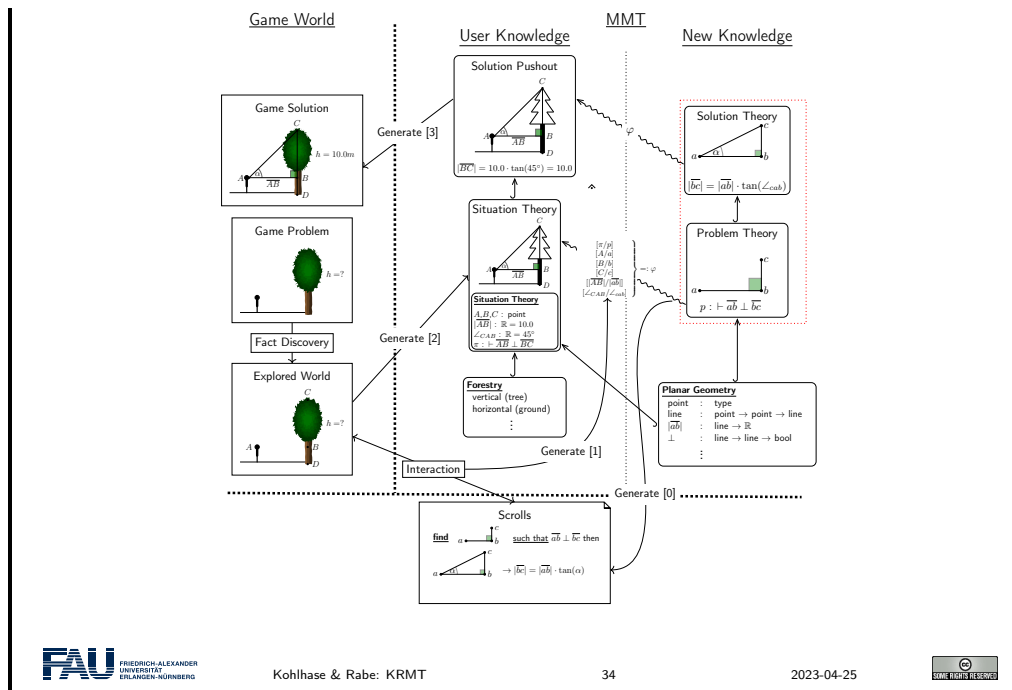 Game World
MMT
User Knowledge
New Knowledge
Game Solution
C
A
α
AB
B
D
h = 10.0m
Game Problem
h =?
Fact Discovery
Explored World
C
A
B
D
h =?
Generate [3]
Generate [2]
Solution Pushout
C
A
α
AB
B
D
|BC| = 10.0 · tan(45°) = 10.0
Situation Theory
C
A
α
AB
B
D
Situation Theory
A,B,C : point
|AB| : ℝ = 10.0
∠CAB : ℝ = 45°
π : ⊢ AB ⊥ BC
Forestry
vertical (tree)
horizontal (ground)
⋮
φ
[π/p]
[A/a]
[B/b]
[C/c]
[|AB|/|ab|]
[∠CAB/∠cab]
=: φ
Solution Theory
c
a
α
b
|bc| = |ab| · tan(∠cab)
Problem Theory
c
a
b
p : ⊢ ab ⊥ bc
Planar Geometry
point : type
line : point → point → line
|ab| : line → ℝ
⊥ : line → line → bool
⋮
Generate [1]
Interaction
Generate [0]
Scrolls
find a b c such that ab ⊥ bc then
a α b c → |bc| = |ab| · tan(α)
FAU FRIEDRICH-ALEXANDER
UNIVERSITÄT
ERLANGEN-NÜRNBERG
Kohlhase & Rabe: KRMT
34
2023-04-25
cc
SOME RIGHTS RESERVED